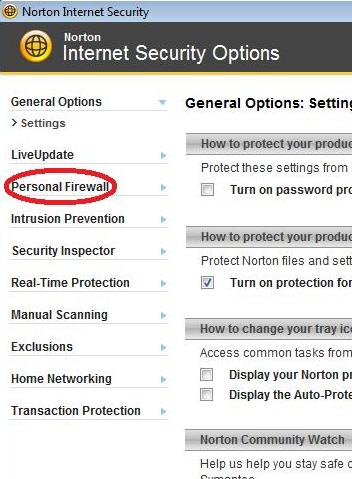 Norton Internet Security
Norton
Internet Security Options
General Options
> Settings
LiveUpdate
Personal Firewall
Intrusion Prevention
Security Inspector
Real-Time Protection
Manual Scanning
Exclusions
Home Networking
Transaction Protection
General Options: Setting
How to protect your produc
Protect these settings from
Turn on password pro
How to protect your produc
Protect Norton files and sett
Turn on protection for
How to change your tray ico
Access common tasks from
Display your Norton pr
Display the Auto-Prote
Norton Community Watch
Help us help you stay safe o
Symantec